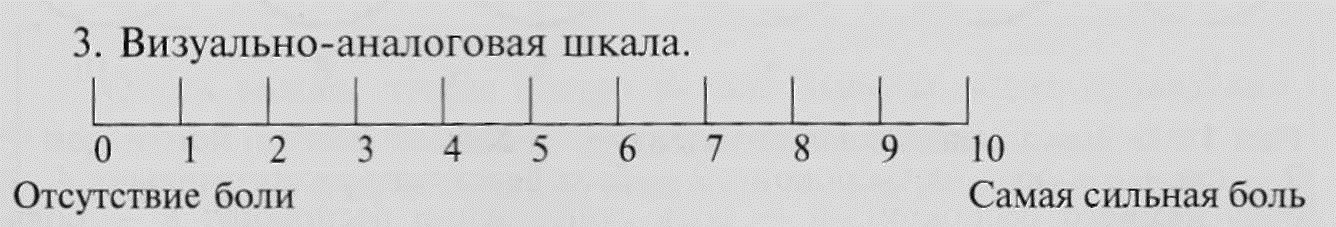 3. Визуально-аналоговая шкала.
0 1 2 3 4 5 6 7 8 9 10
Отсутствие боли Самая сильная боль